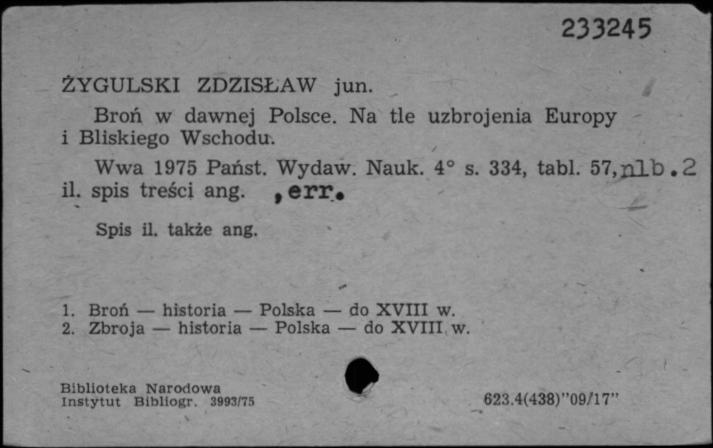 233245
ŻYGULSKI ZDZISŁAW jun.
Broń w dawnej Polsce. Na tle uzbrojenia Europy
i Bliskiego Wschodu.
Wwa 1975 Państ. Wydaw. Nauk. 4° s. 334, tabl. 57,nlb.2
il. spis treści ang. ,err.
Spis il. także ang.
1. Broń — historia — Polska — do XVIII w.
2. Zbroja — historia — Polska — do XVIII w.
Biblioteka Narodowa
Instytut Bibliogr. 3993/75
623.4(438)"09/17"